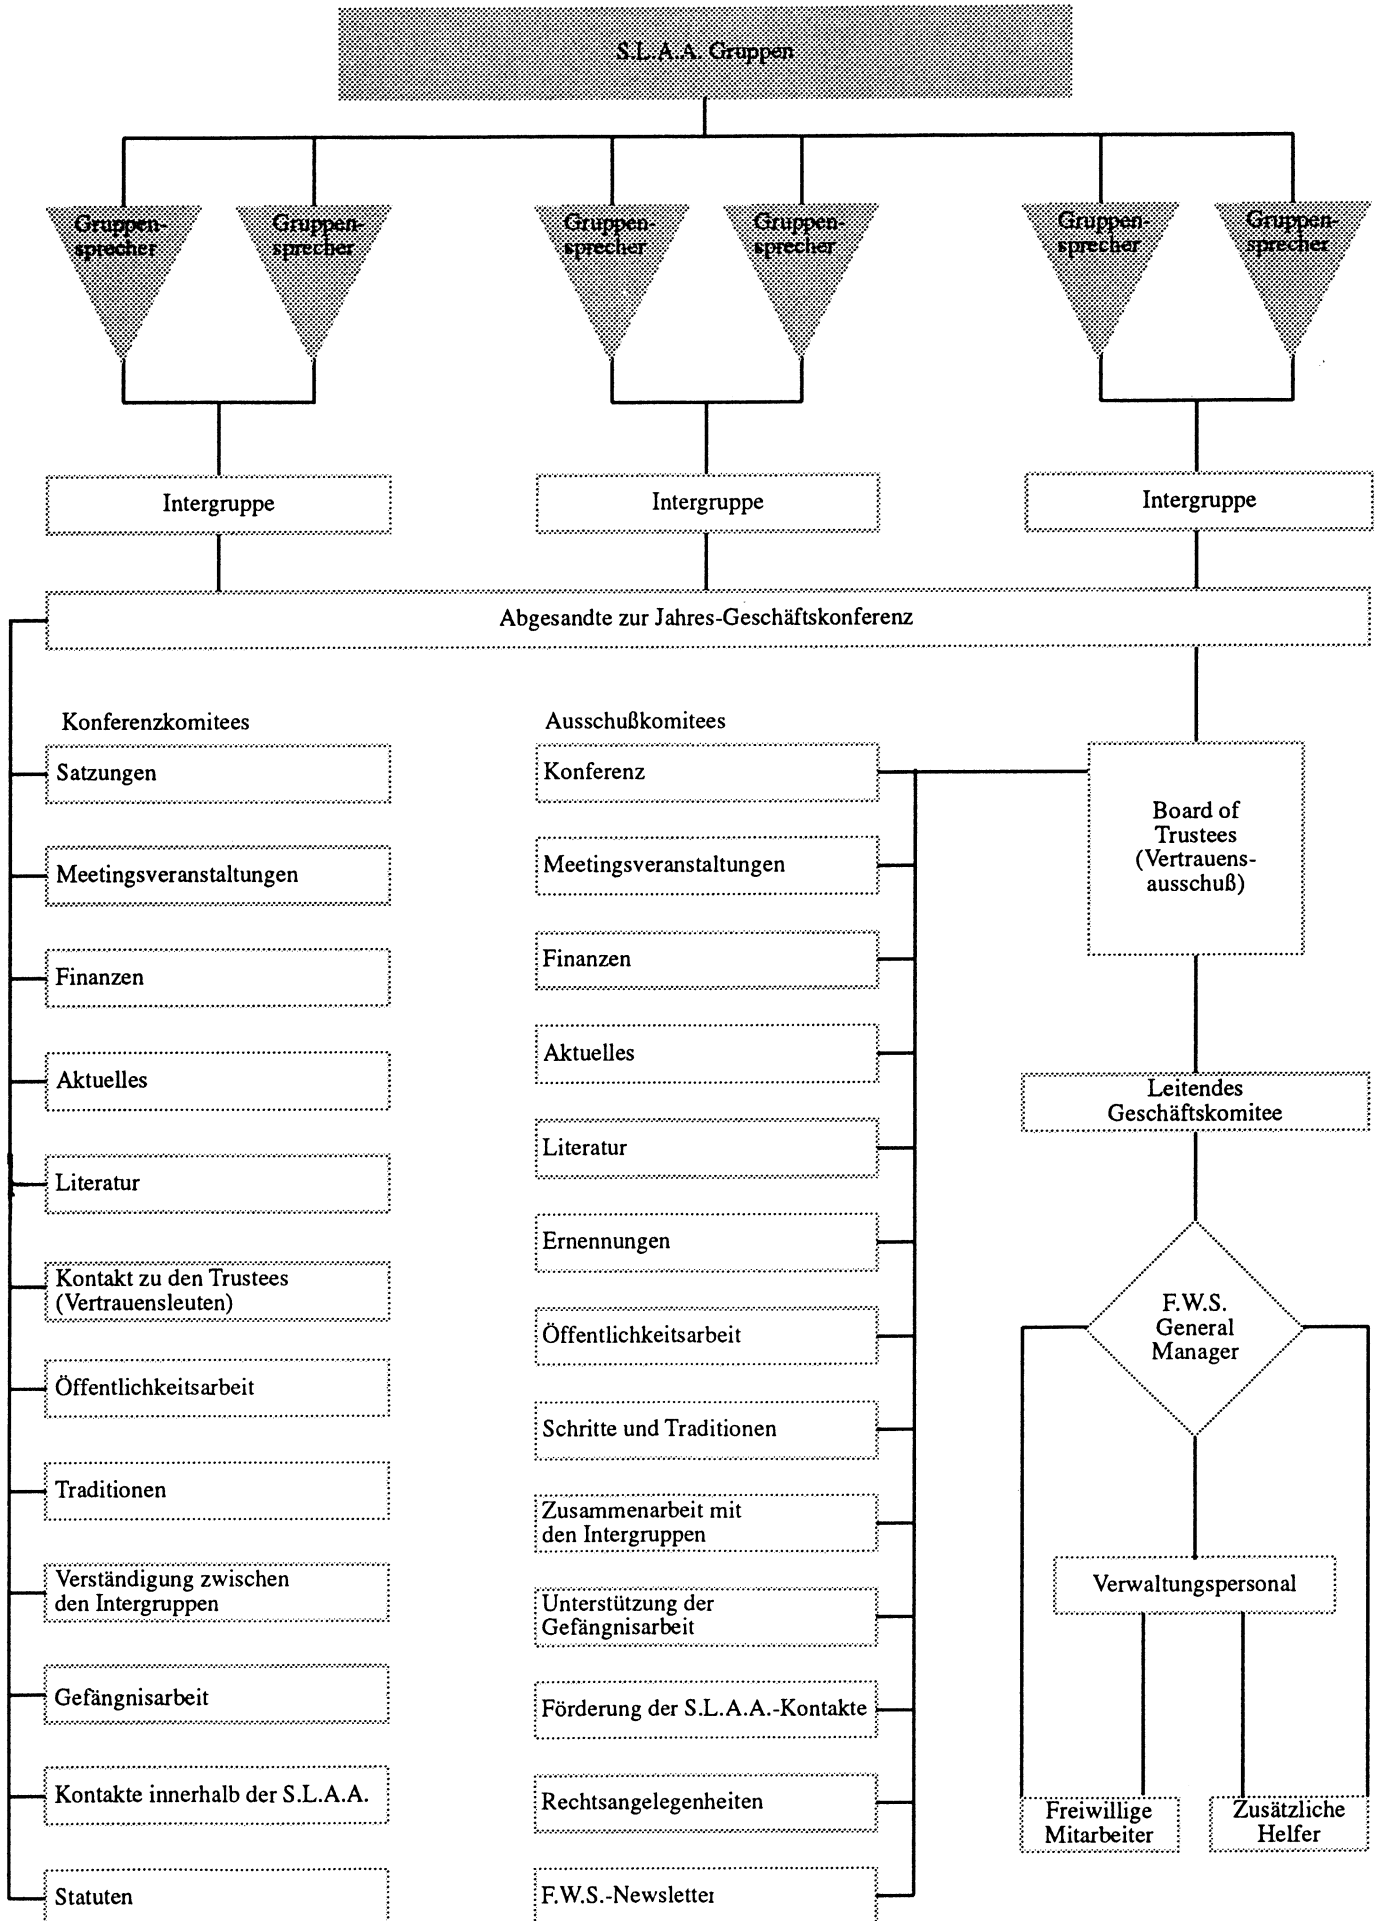 S.L.A.A. Gruppen
Gruppen-
sprecher
Gruppen-
sprecher
Gruppen-
sprecher
Gruppen-
sprecher
Gruppen-
sprecher
Gruppen-
sprecher
Intergruppe
Intergruppe
Intergruppe
Abgesandte zur Jahres-Geschäftskonferenz
Konferenzkomitees
Satzungen
Meetingsveranstaltungen
Finanzen
Aktuelles
Literatur
Kontakt zu den Trustees
(Vertrauensleuten)
Öffentlichkeitsarbeit
Traditionen
Verständigung zwischen
den Intergruppen
Gefängnisarbeit
Kontakte innerhalb der S.L.A.A.
Statuten
Ausschußkomitees
Konferenz
Meetingsveranstaltungen
Finanzen
Aktuelles
Literatur
Ernennungen
Öffentlichkeitsarbeit
Schritte und Traditionen
Zusammenarbeit mit
den Intergruppen
Unterstützung der
Gefängnisarbeit
Förderung der S.L.A.A.-Kontakte
Rechtsangelegenheiten
F.W.S.-Newsletter
Board of
Trustees
(Vertrauens-
ausschuß)
Leitendes
Geschäftskomitee
F.W.S.
General
Manager
Verwaltungspersonal
Freiwillige
Mitarbeiter
Zusätzliche
Helfer